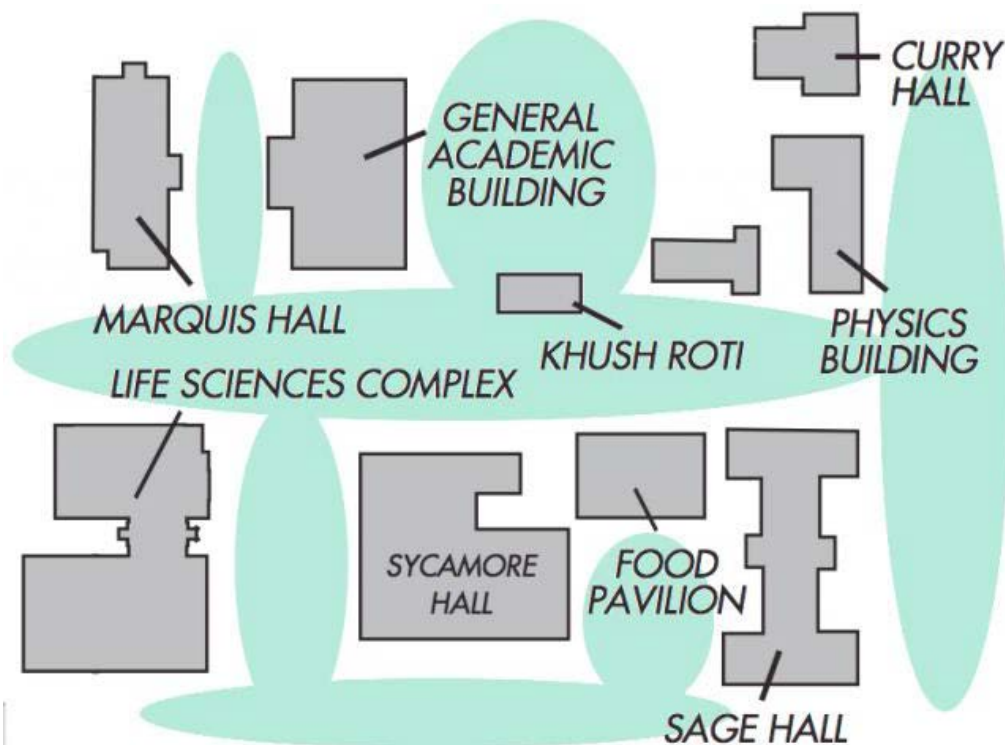 CURRY
HALL
GENERAL
ACADEMIC
BUILDING
MARQUIS HALL
KHUSH ROTI
PHYSICS
BUILDING
LIFE SCIENCES COMPLEX
SYCAMORE
HALL
FOOD
PAVILION
SAGE HALL